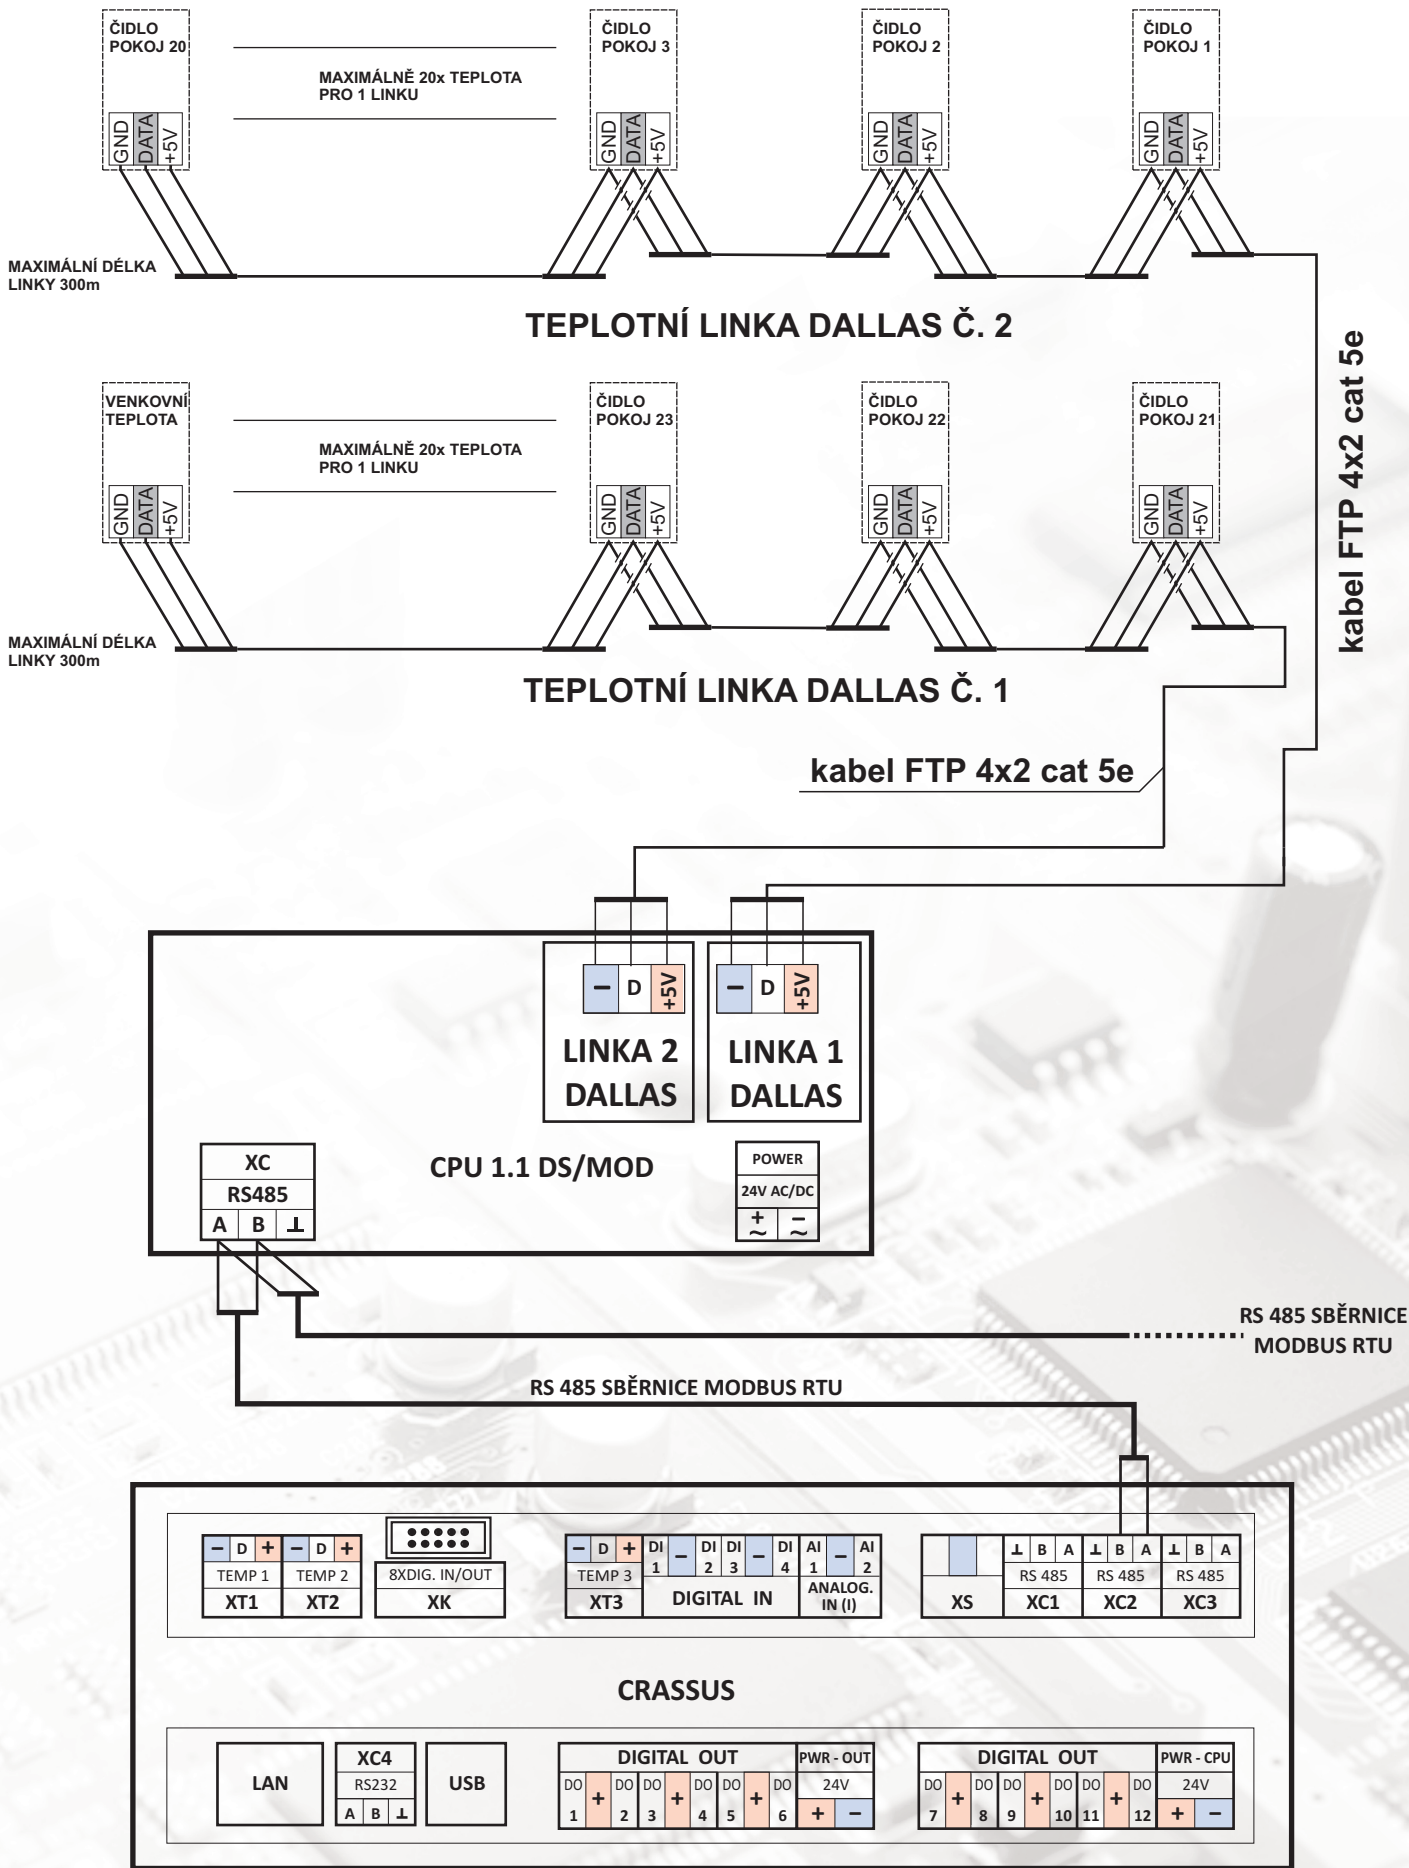 ČIDLO
POKOJ 20
MAXIMÁLNĚ 20x TEPLOTA
PRO 1 LINKU
ČIDLO
POKOJ 3
ČIDLO
POKOJ 2
ČIDLO
POKOJ 1
GND DATA +5V
GND DATA +5V
GND DATA +5V
GND DATA +5V
MAXIMÁLNÍ DÉLKA
LINKY 300m
TEPLOTNÍ LINKA DALLAS Č. 2
kabel FTP 4x2 cat 5e
VENKOVNÍ
TEPLOTA
MAXIMÁLNĚ 20x TEPLOTA
PRO 1 LINKU
ČIDLO
POKOJ 23
ČIDLO
POKOJ 22
ČIDLO
POKOJ 21
GND DATA +5V
GND DATA +5V
GND DATA +5V
GND DATA +5V
MAXIMÁLNÍ DÉLKA
LINKY 300m
TEPLOTNÍ LINKA DALLAS Č. 1
kabel FTP 4x2 cat 5e
− D +5V
LINKA 2
DALLAS
− D +5V
LINKA 1
DALLAS
CPU 1.1 DS/MOD
XC
RS485
A B ⊥
POWER
24V AC/DC
+ −
~ ~
RS 485 SBĚRNICE
MODBUS RTU
RS 485 SBĚRNICE MODBUS RTU
− D +
TEMP 1
XT1
− D +
TEMP 2
XT2
8XDIG. IN/OUT
XK
− D +
TEMP 3
XT3
DI − DI DI − DI
1 2 3 4
DIGITAL IN
AI − AI
1 2
ANALOG.
IN (I)
XS
⊥ B A
RS 485
XC1
⊥ B A
RS 485
XC2
⊥ B A
RS 485
XC3
CRASSUS
LAN
XC4
RS232
A B ⊥
USB
DIGITAL OUT
DO + DO DO + DO DO + DO
1 2 3 4 5 6
PWR - OUT
24V
+ −
DIGITAL OUT
DO + DO DO + DO DO + DO
7 8 9 10 11 12
PWR - CPU
24V
+ −